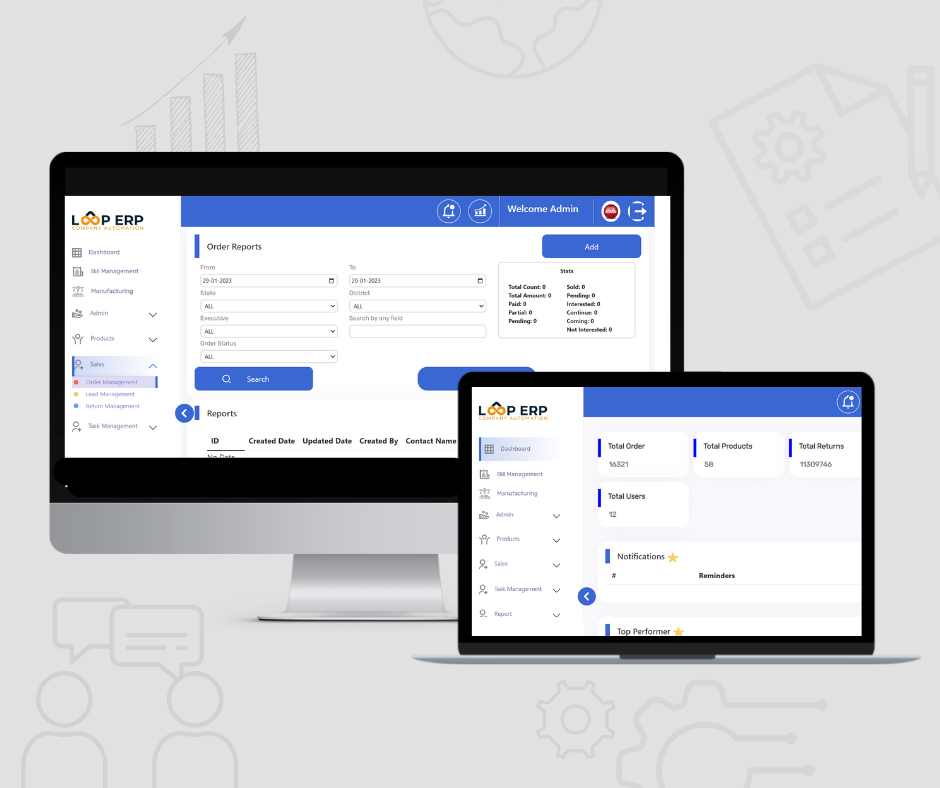 LOOP ERP
COMPANY AUTOMATION
Dashboard
Bill Management
Manufacturing
Admin
Products
Sales
Order Management
Lead Management
Return Management
Task Management
Welcome Admin
Order Reports
Add
From
29-01-2023
To
29-01-2023
State
ALL
District
ALL
Executive
ALL
Search by any field
Order Status
ALL
Stats
Total Count: 0
Total Amount: 0
Paid: 0
Partial: 0
Pending: 0
Sold: 0
Pending: 0
Interested: 0
Continue: 0
Coming: 0
Not Interested: 0
Search
Reports
ID Created Date Updated Date Created By Contact Name
No Data
LOOP ERP
COMPANY AUTOMATION
Dashboard
Bill Management
Manufacturing
Admin
Products
Sales
Task Management
Report
Total Order
16321
Total Products
58
Total Returns
11309746
Total Users
12
Notifications
# Reminders
Top Performer